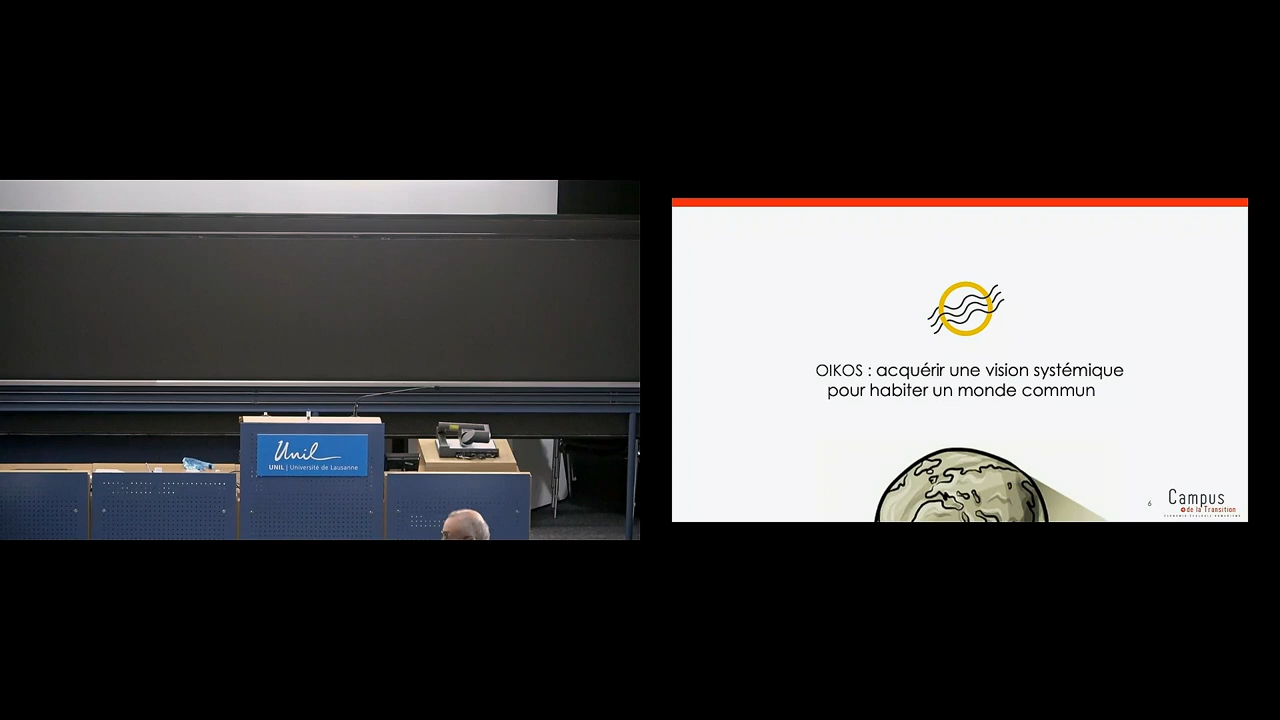 Unil
UNIL | Université de Lausanne
OIKOS : acquérir une vision systémique
pour habiter un monde commun
6
Campus
de la Transition